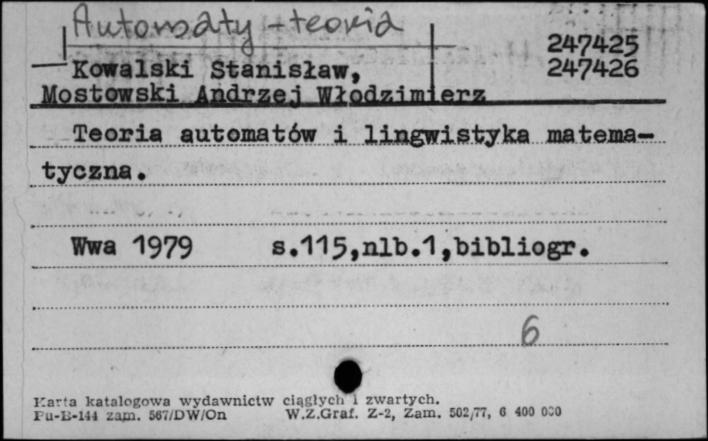 Automaty - teoria
247425
Kowalski Stanisław, 247426
Mostowski Andrzej Włodzimierz
Teoria automatów i lingwistyka matema-
tyczna.
Wwa 1979 s.115,nlb.1,bibliogr.
6
Karta katalogowa wydawnictw ciągłych i zwartych.
Pu-B-144 zam. 567/DW/On W.Z.Graf. Z-2, Zam. 502/77, 6 400 000